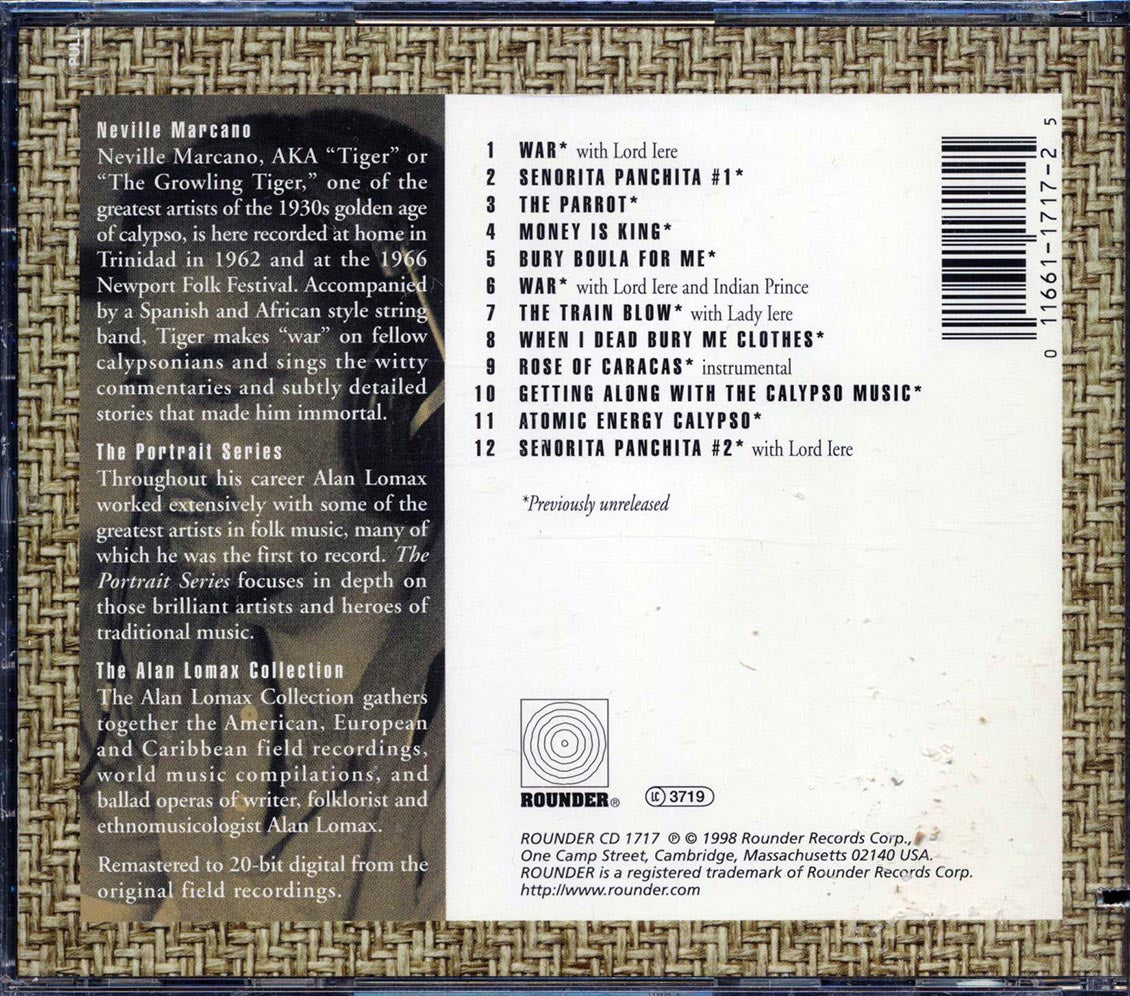 PULL
Neville Marcano
Neville Marcano, AKA “Tiger” or
“The Growling Tiger,” one of the
greatest artists of the 1930s golden age
of calypso, is here recorded at home in
Trinidad in 1962 and at the 1966
Newport Folk Festival. Accompanied
by a Spanish and African style string
band, Tiger makes “war” on fellow
calypsonians and sings the witty
commentaries and subtly detailed
stories that made him immortal.
The Portrait Series
Throughout his career Alan Lomax
worked extensively with some of the
greatest artists in folk music, many of
which he was the first to record. The
Portrait Series focuses in depth on
those brilliant artists and heroes of
traditional music.
The Alan Lomax Collection
The Alan Lomax Collection gathers
together the American, European
and Caribbean field recordings,
world music compilations, and
ballad operas of writer, folklorist and
ethnomusicologist Alan Lomax.
Remastered to 20-bit digital from the
original field recordings.
1 WAR* with Lord Iere
2 SENORITA PANCHITA #1*
3 THE PARROT*
4 MONEY IS KING*
5 BURY BOULA FOR ME*
6 WAR* with Lord Iere and Indian Prince
7 THE TRAIN BLOW* with Lady Iere
8 WHEN I DEAD BURY ME CLOTHES*
9 ROSE OF CARACAS* instrumental
10 GETTING ALONG WITH THE CALYPSO MUSIC*
11 ATOMIC ENERGY CALYPSO*
12 SEÑORITA PANCHITA #2* with Lord Iere
*Previously unreleased
0 11661-1717-2 5
ROUNDER®
LC 3719
ROUNDER CD 1717 ℗ © 1998 Rounder Records Corp.,
One Camp Street, Cambridge, Massachusetts 02140 USA.
ROUNDER is a registered trademark of Rounder Records Corp.
http://www.rounder.com